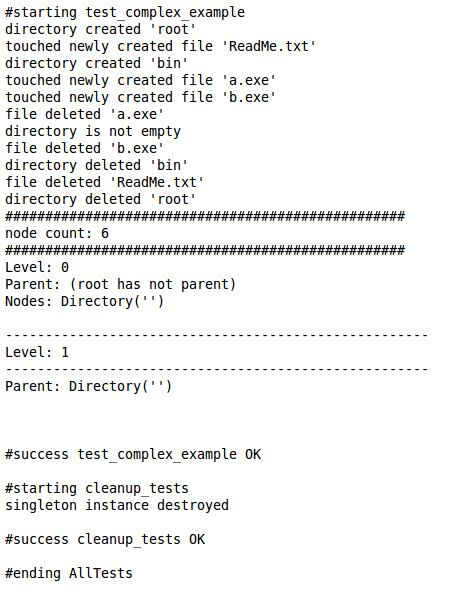 #starting test_complex_example
directory created 'root'
touched newly created file 'ReadMe.txt'
directory created 'bin'
touched newly created file 'a.exe'
touched newly created file 'b.exe'
file deleted 'a.exe'
directory is not empty
file deleted 'b.exe'
directory deleted 'bin'
file deleted 'ReadMe.txt'
directory deleted 'root'
##################################################
node count: 6
##################################################
Level: 0
Parent: (root has not parent)
Nodes: Directory('')
-----------------------------------------------------
Level: 1
-----------------------------------------------------
Parent: Directory('')
#success test_complex_example OK
#starting cleanup_tests
singleton instance destroyed
#success cleanup_tests OK
#ending AllTests